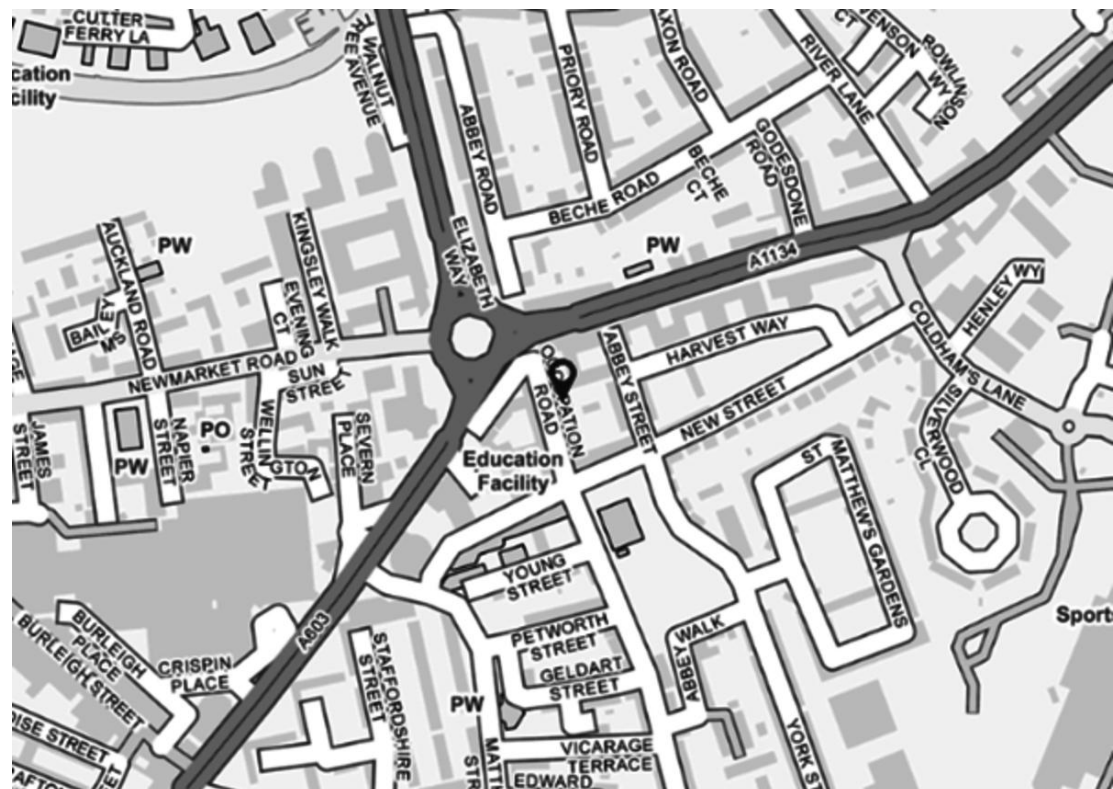 CUTTER
FERRY LA
cation
cility
WALNUT
TREE AVENUE
ABBEY ROAD
PRIORY ROAD
AXON ROAD
RIVER LANE
ENSON
CT
ROWLINSON
WY
GODESDONE
ROAD
BECHE
CT
BECHE ROAD
ELIZABETH
WAY
KINGSLEY WALK
AUCKLAND ROAD
PW
PW
A1134
EVENING
CT
BAILEY
MS
SUN
STREET
NEWMARKET ROAD
HENLEY WY
HARVEST WAY
COLDHAM'S LANE
ABBEY STREET
ROAD
NEW STREET
SILVERWOOD
CL
JAMES
STREET
NAPIER
STREET
PW
PO
WELLINGTON
STREET
SEVERN
PLACE
Education
Facility
ST MATTHEW'S GARDENS
YOUNG
STREET
PETWORTH
STREET
GELDART
STREET
ABBEY WALK
Sports
BURLEIGH
PLACE
BURLEIGH STREET
CRISPIN
PLACE
A603
STAFFORDSHIRE
STREET
PW
VICARAGE
TERRACE
EDWARD
YORK ST